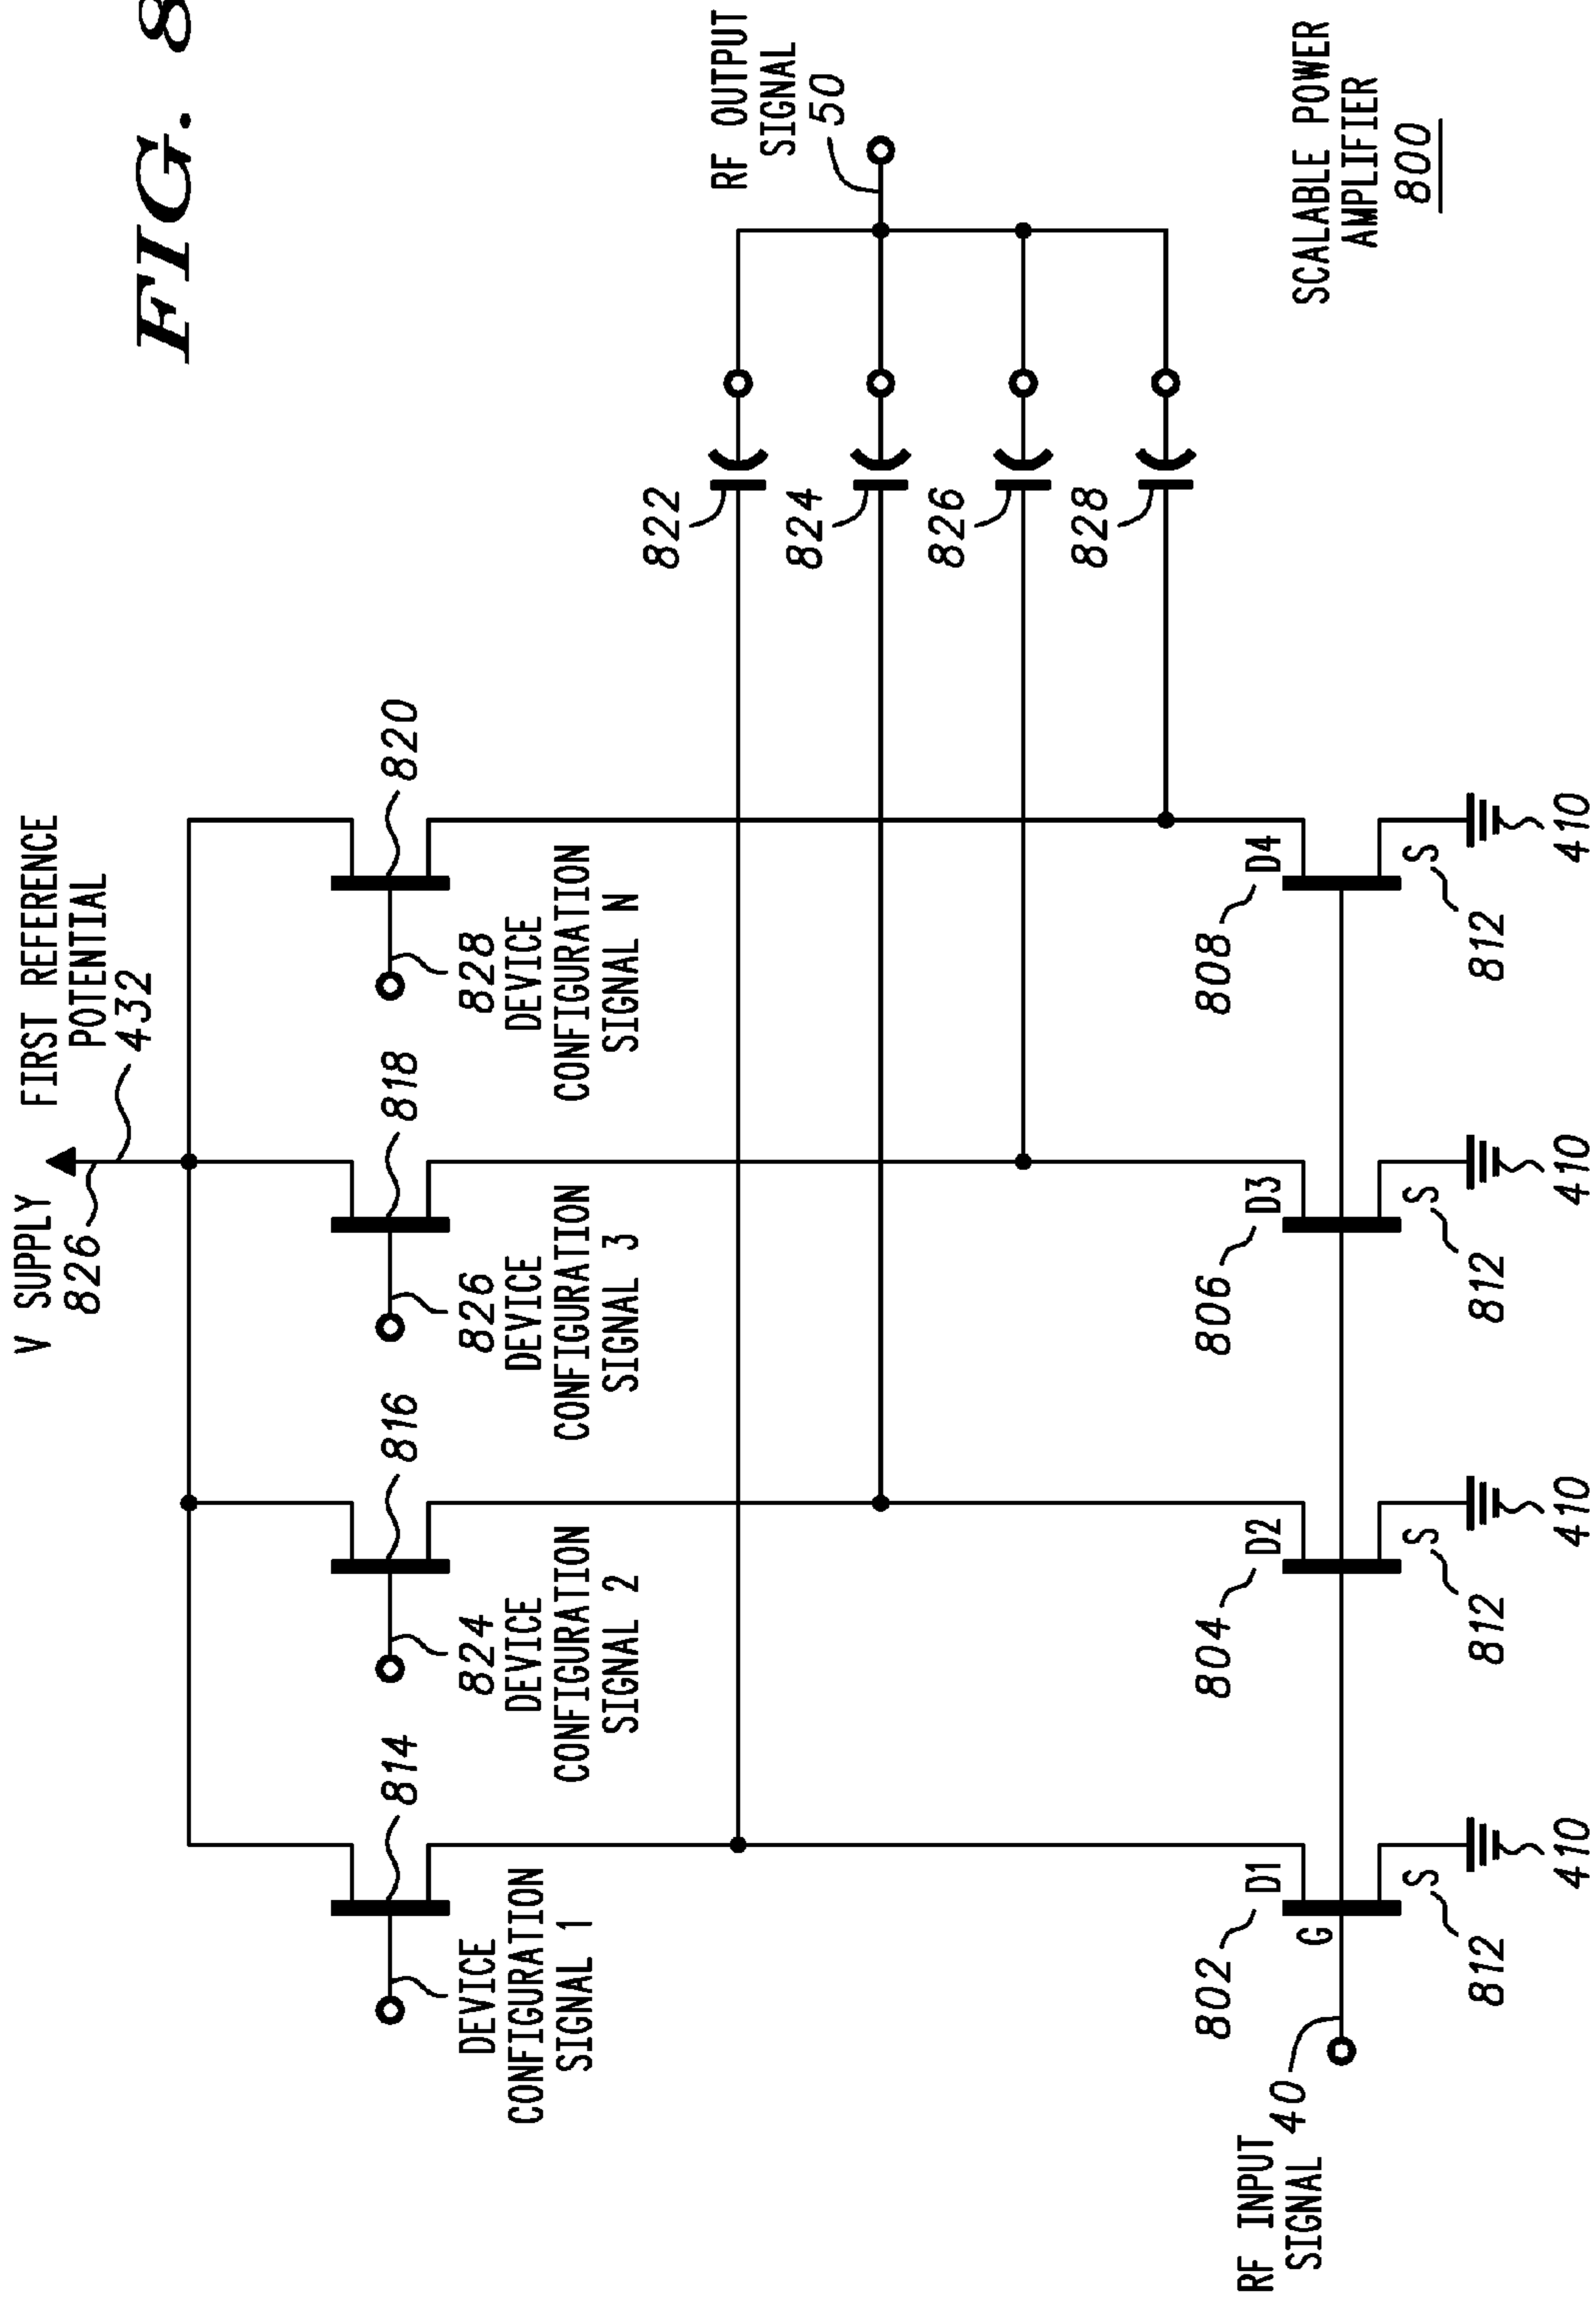 FIG. 8
V SUPPLY
826
FIRST REFERENCE
POTENTIAL
432
814
816
818
820
DEVICE
CONFIGURATION
SIGNAL 1
824
DEVICE
CONFIGURATION
SIGNAL 2
826
DEVICE
CONFIGURATION
SIGNAL 3
828
DEVICE
CONFIGURATION
SIGNAL N
822
824
826
828
RF OUTPUT
SIGNAL
50
RF INPUT
SIGNAL
40
802
D1
G
S
812
410
804
D2
S
812
410
806
D3
S
812
410
808
D4
S
812
410
SCALABLE POWER
AMPLIFIER
800